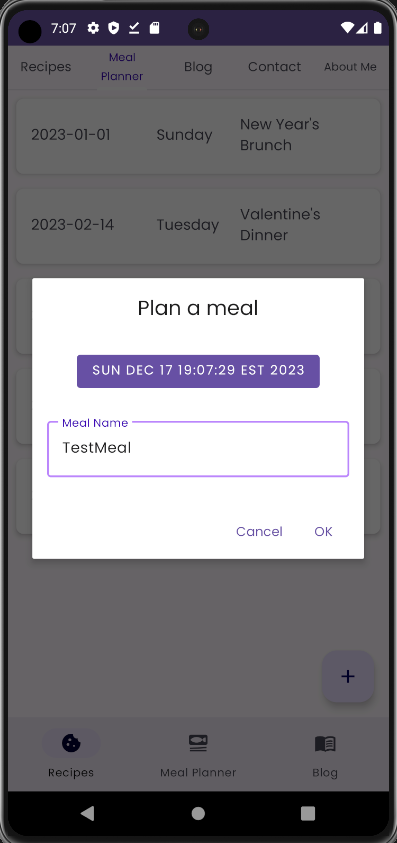 7:07
Recipes
Meal
Planner
Blog
Contact
About Me
2023-01-01
Sunday
New Year's
Brunch
2023-02-14
Tuesday
Valentine's
Dinner
Plan a meal
SUN DEC 17 19:07:29 EST 2023
Meal Name
TestMeal
Cancel
OK
+
Recipes
Meal Planner
Blog